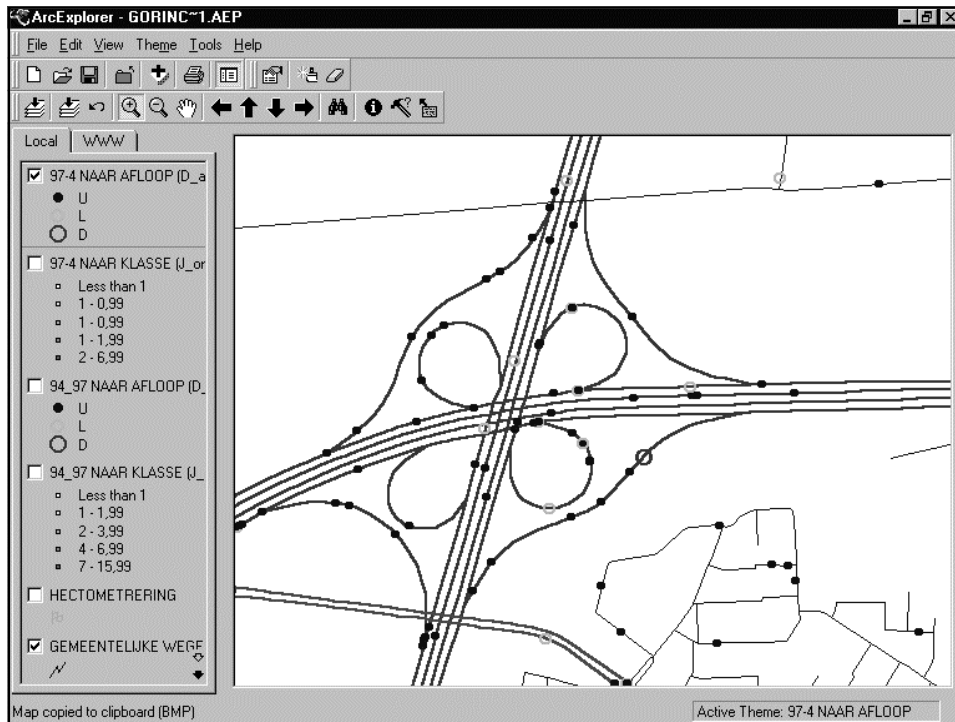 ArcExplorer - GORINC~1.AEP
File Edit View Theme Tools Help
Local WWW
97-4 NAAR AFLOOP (D_a
U
L
D
97-4 NAAR KLASSE (J_or
Less than 1
1 - 0,99
1 - 0,99
1 - 1,99
2 - 6,99
94_97 NAAR AFLOOP (D_
U
L
D
94_97 NAAR KLASSE (J_
Less than 1
1 - 1,99
2 - 3,99
4 - 6,99
7 - 15,99
HECTOMETRERING
GEMEENTELIJKE WEGE
Map copied to clipboard (BMP)
Active Theme: 97-4 NAAR AFLOOP